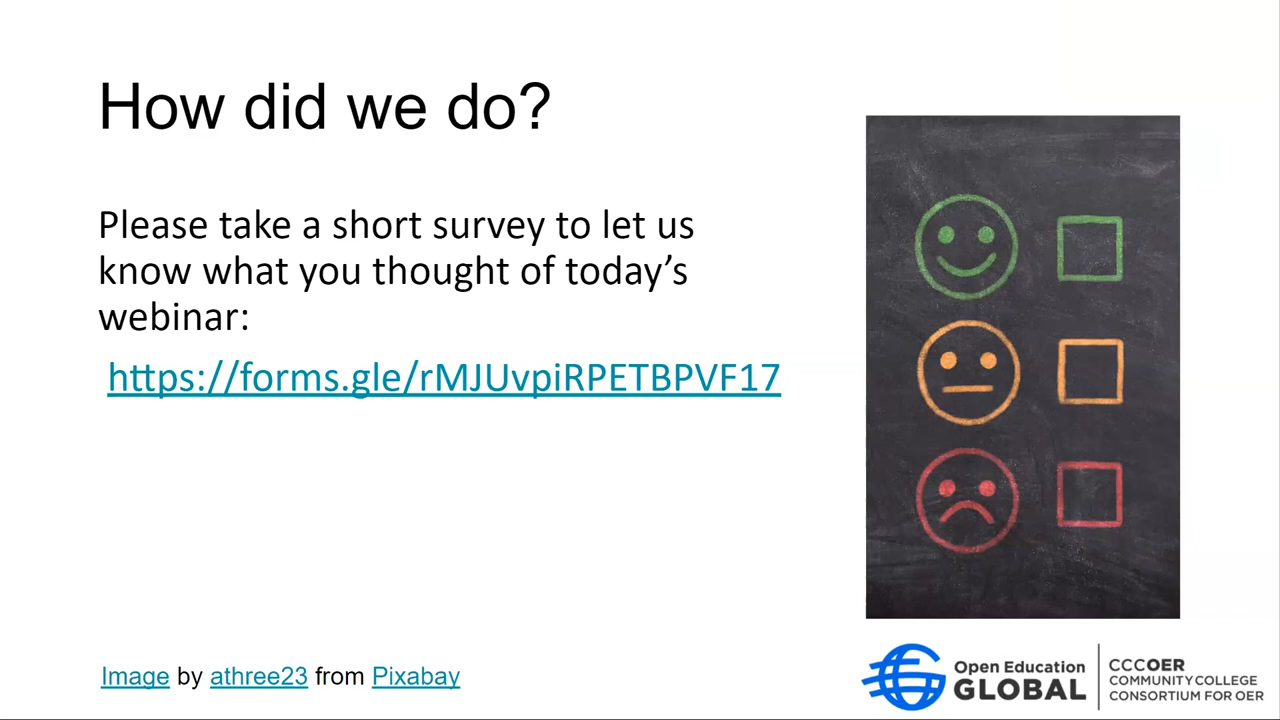 How did we do?
Please take a short survey to let us
know what you thought of today’s
webinar:
https://forms.gle/rMJUvpiRPETBPVF17
Image by athree23 from Pixabay
Open Education
GLOBAL
CCCOER
COMMUNITY COLLEGE
CONSORTIUM FOR OER